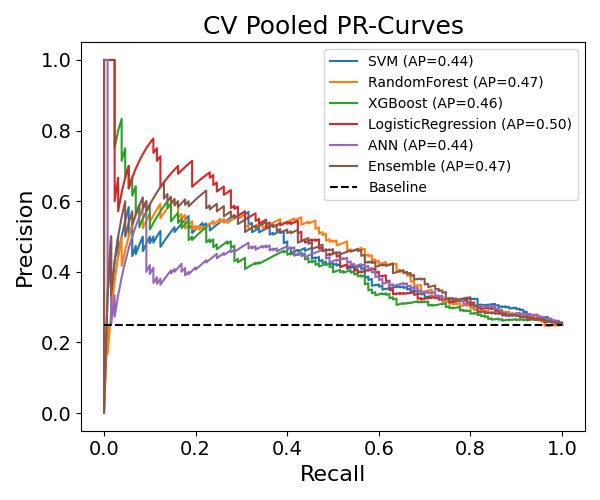 CV Pooled PR-Curves
SVM (AP=0.44)
RandomForest (AP=0.47)
XGBoost (AP=0.46)
LogisticRegression (AP=0.50)
ANN (AP=0.44)
Ensemble (AP=0.47)
Baseline
Precision
1.0
0.8
0.6
0.4
0.2
0.0
0.0 0.2 0.4 0.6 0.8 1.0
Recall